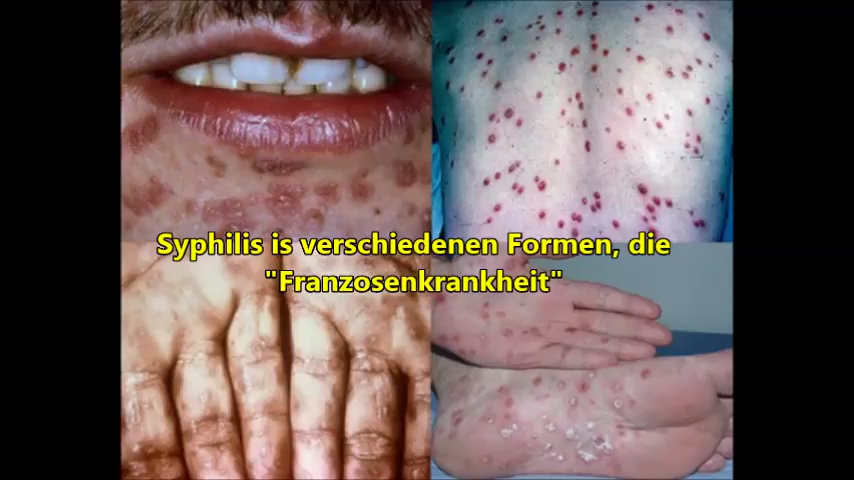 Syphilis is verschiedenen Formen, die
"Franzosenkrankheit"